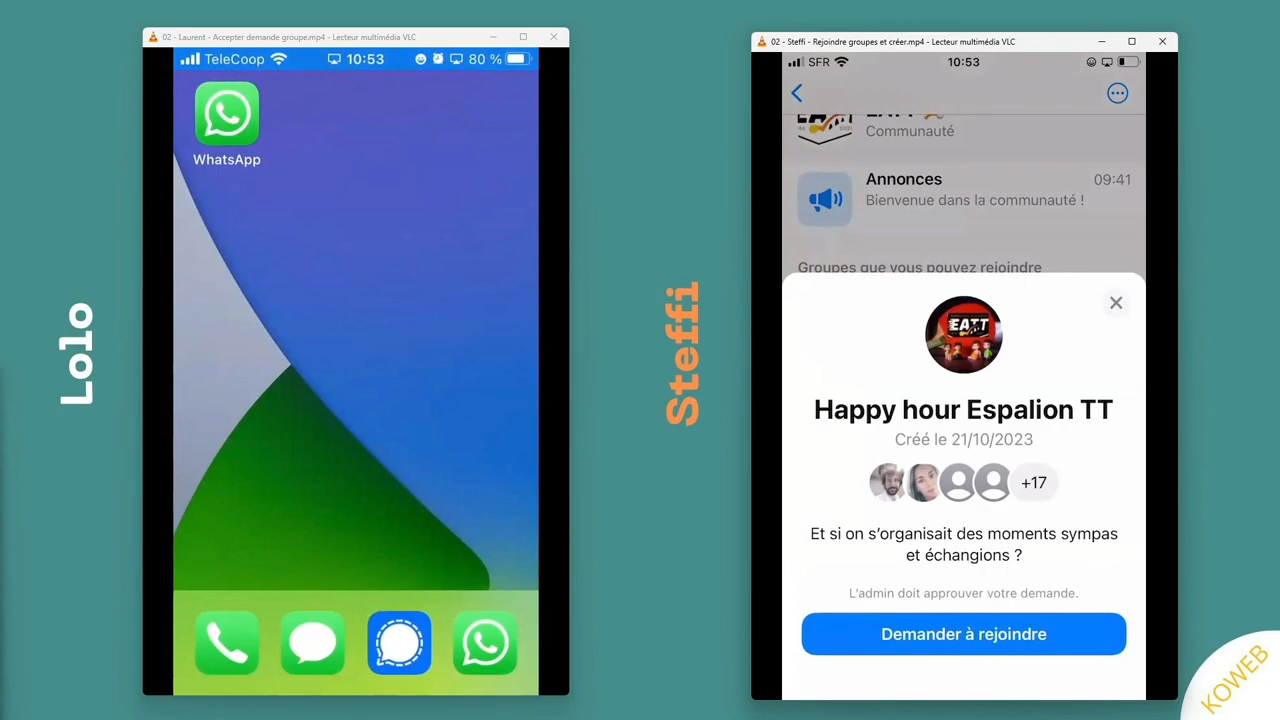 Lolo
02 - Laurent - Accepter demande groupe.mp4 - Lecteur multimédia VLC
TeleCoop 10:53 80 %
WhatsApp
Steffi
02 - Steffi - Rejoindre groupes et créer.mp4 - Lecteur multimédia VLC
SFR 10:53
EATT
Communauté
Annonces 09:41
Bienvenue dans la communauté !
Groupes que vous pouvez rejoindre
EATT
Happy hour Espalion TT
Créé le 21/10/2023
+17
Et si on s’organisait des moments sympas
et échangions ?
L'admin doit approuver votre demande.
Demander à rejoindre
KOWEB